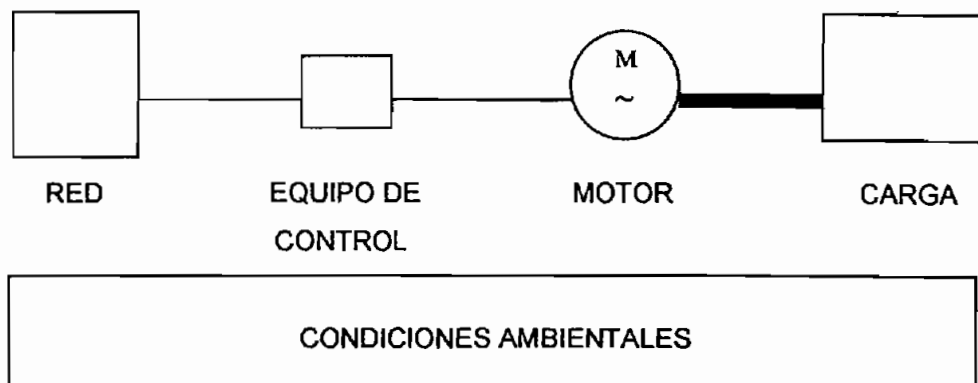 M
~
RED
EQUIPO DE
CONTROL
MOTOR
CARGA
CONDICIONES AMBIENTALES